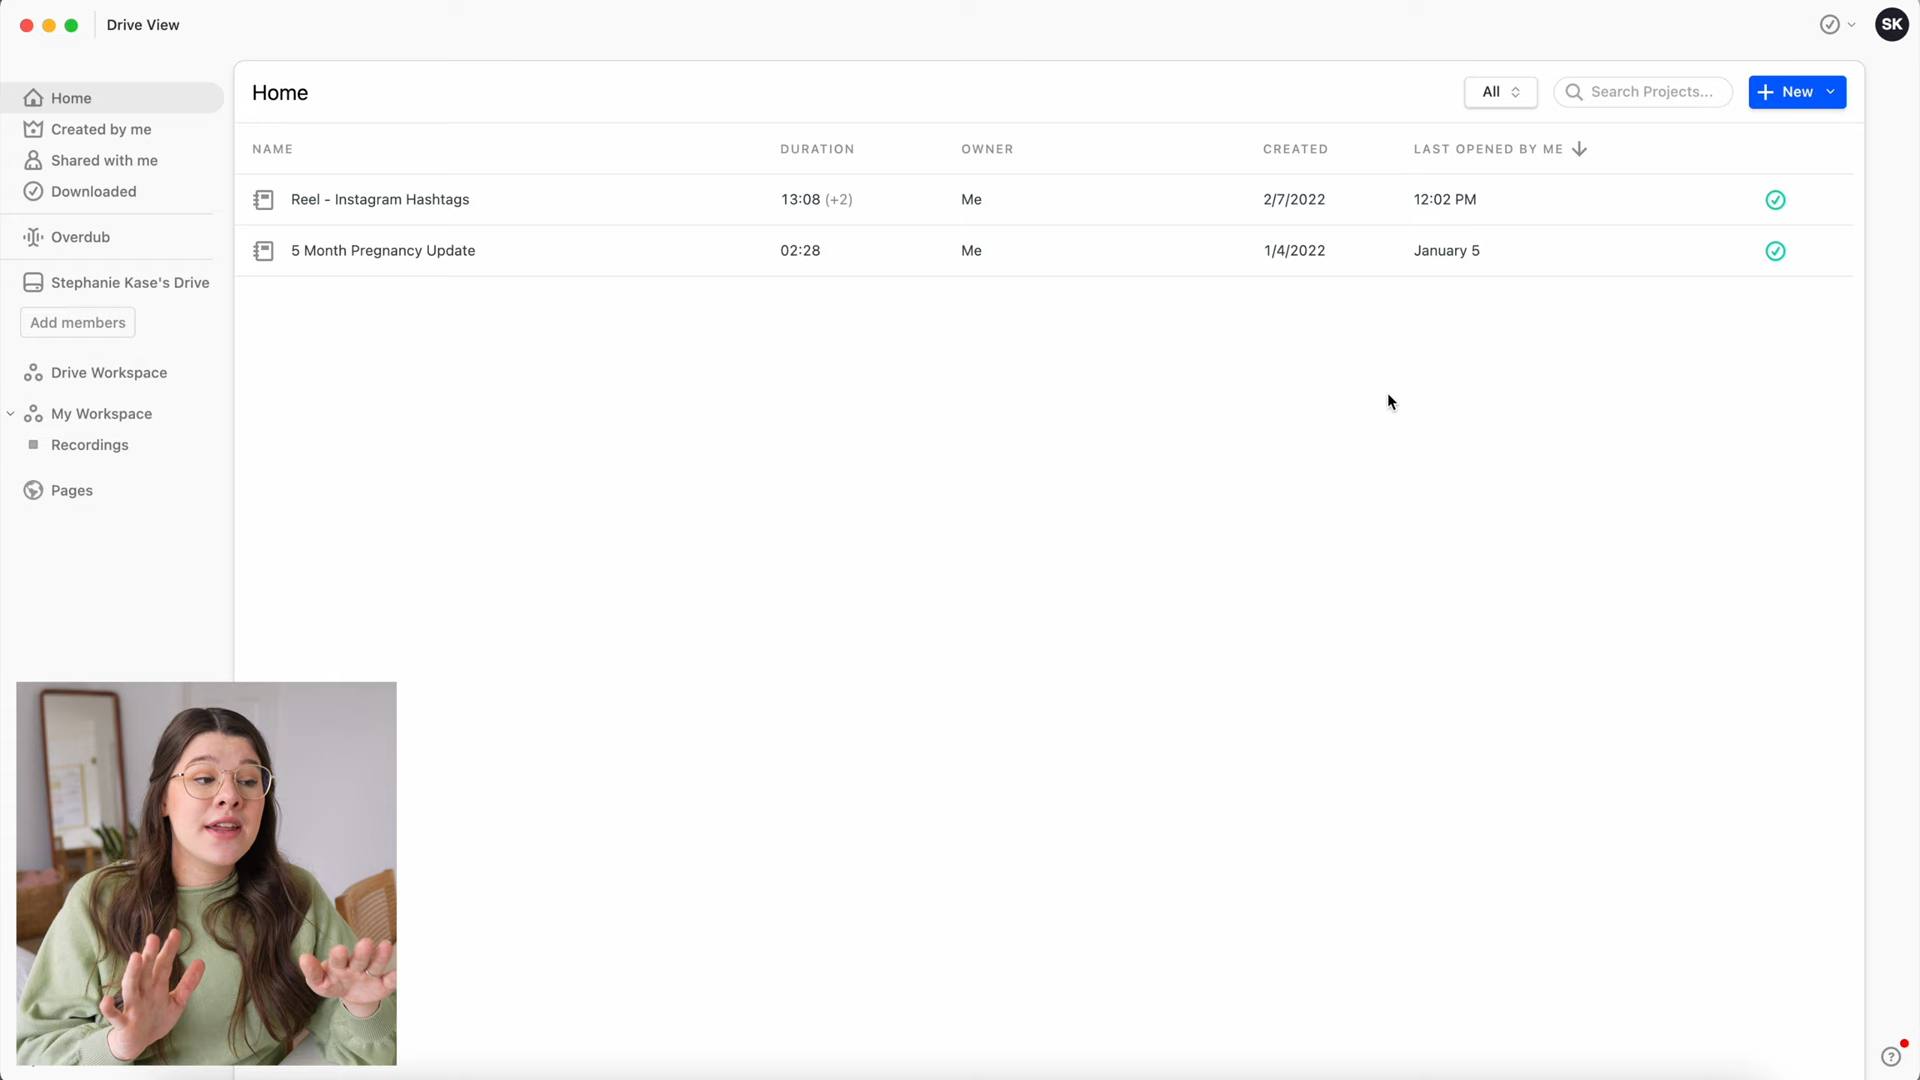 Drive View
SK
Home
Created by me
Shared with me
Downloaded
Overdub
Stephanie Kase's Drive
Add members
Drive Workspace
My Workspace
Recordings
Pages
Home
All
Search Projects...
New
NAME DURATION OWNER CREATED LAST OPENED BY ME
Reel - Instagram Hashtags 13:08 (+2) Me 2/7/2022 12:02 PM
5 Month Pregnancy Update 02:28 Me 1/4/2022 January 5